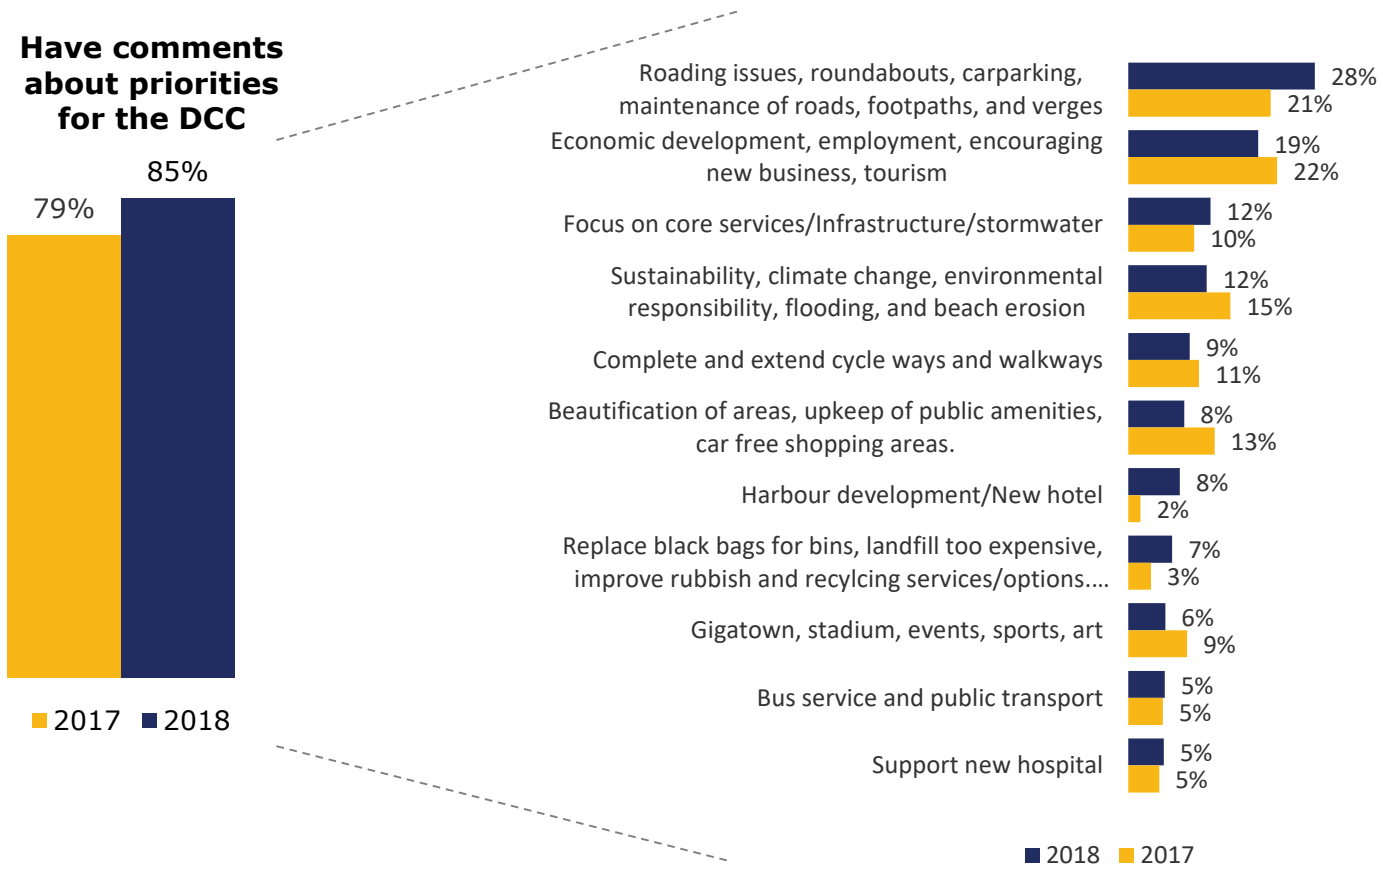 Have comments
about priorities
for the DCC
85%
79%
2017 2018
Roading issues, roundabouts, carparking,
maintenance of roads, footpaths, and verges
28%
21%
Economic development, employment, encouraging
new business, tourism
19%
22%
Focus on core services/Infrastructure/stormwater
12%
10%
Sustainability, climate change, environmental
responsibility, flooding, and beach erosion
12%
15%
Complete and extend cycle ways and walkways
9%
11%
Beautification of areas, upkeep of public amenities,
car free shopping areas.
8%
13%
Harbour development/New hotel
8%
2%
Replace black bags for bins, landfill too expensive,
improve rubbish and recylcing services/options....
7%
3%
Gigatown, stadium, events, sports, art
6%
9%
Bus service and public transport
5%
5%
Support new hospital
5%
5%
2018 2017